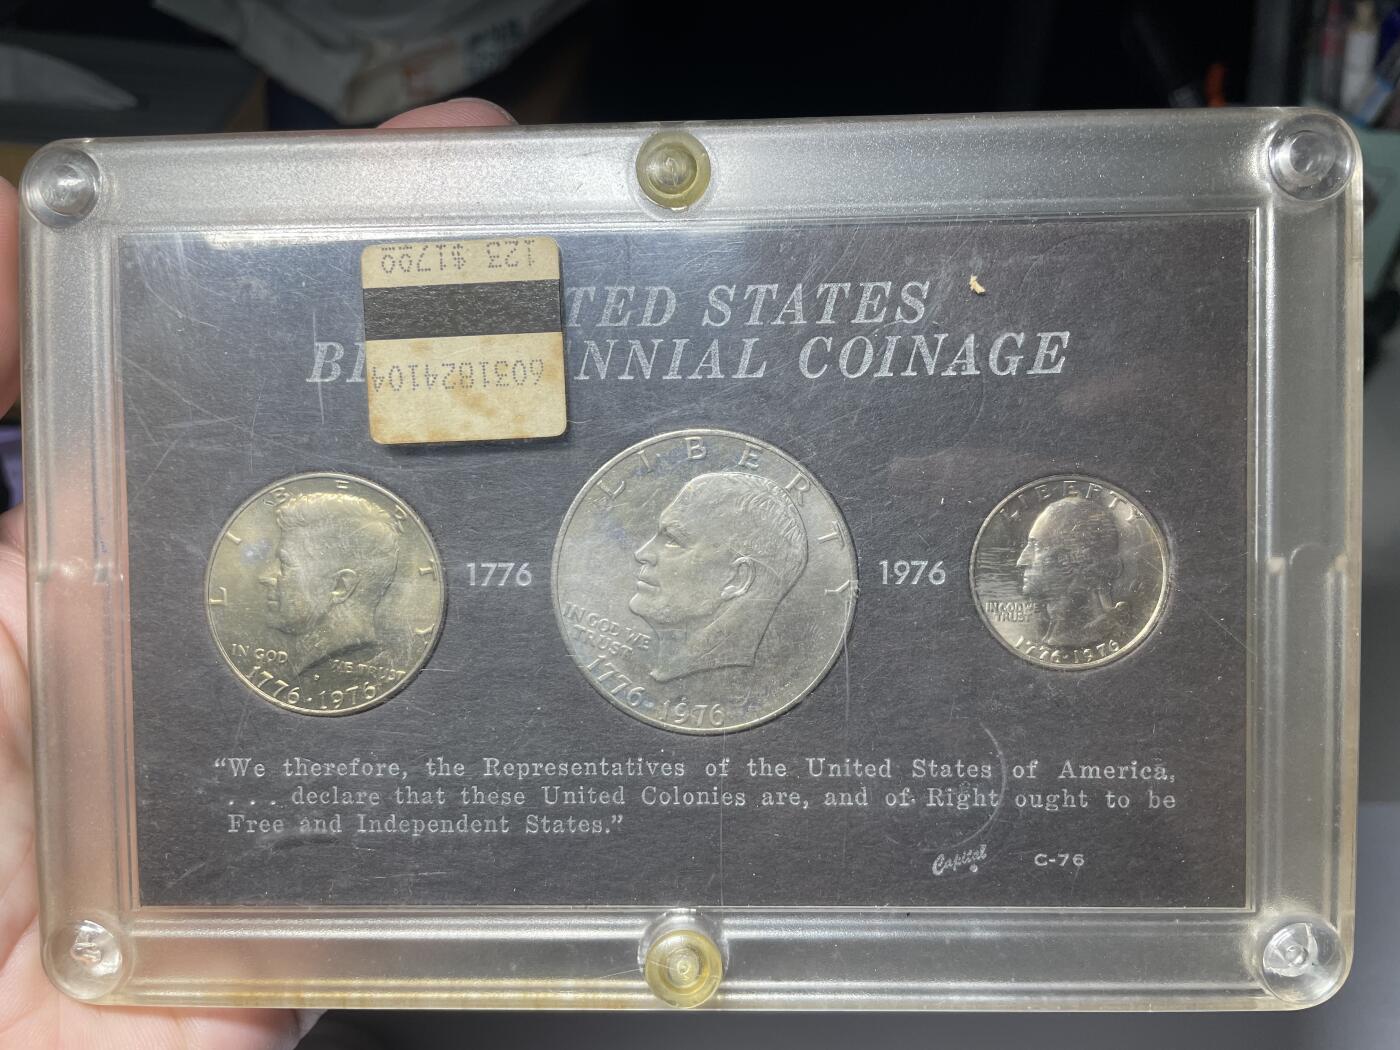 123 $1700
6031824104
TED STATES
BI NNIAL COINAGE
LIBERTY
IN GOD WE TRUST
1776·1976
1776
LIBERTY
IN GOD WE
TRUST
1776·1976
1976
LIBERTY
IN GOD WE
TRUST
1776·1976
“We therefore, the Representatives of the United States of America,
. . . declare that these United Colonies are, and of Right ought to be
Free and Independent States.”
Capital C-76